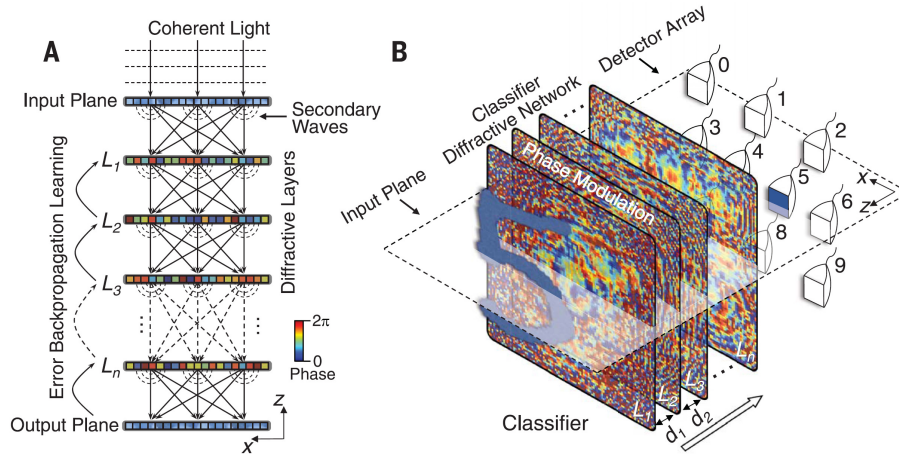 A
Coherent Light
Input Plane
Secondary
Waves
Error Backpropagation Learning
L1
L2
L3
Ln
Diffractive Layers
2π
0
Phase
Output Plane
z
x
B
Detector Array
Classifier
Diffractive Network
Input Plane
Phase Modulation
0
1
2
3
4
5
6
8
9
x
z
L1
L2
L3
Ln
d1
d2
Classifier